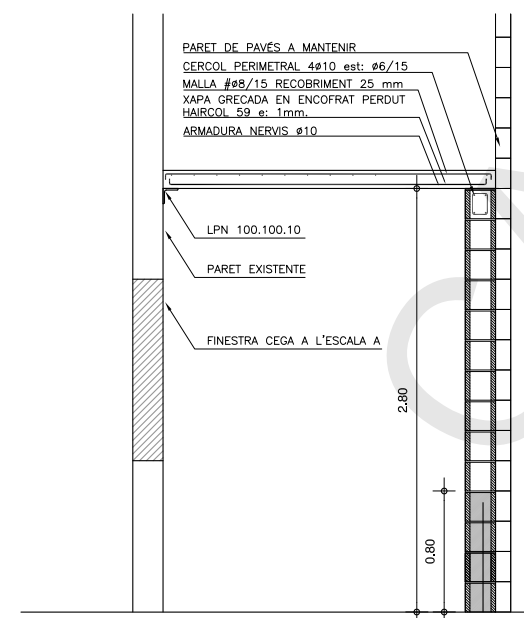 PARET DE PAVÉS A MANTENIR
CERCOL PERIMETRAL 4ø10 est: ø6/15
MALLA #ø8/15 RECOBRIMENT 25 mm
XAPA GRECADA EN ENCOFRAT PERDUT
HAIRCOL 59 e: 1mm.
ARMADURA NERVIS ø10
LPN 100.100.10
PARET EXISTENTE
FINESTRA CEGA A L'ESCALA A
2.80
0.80